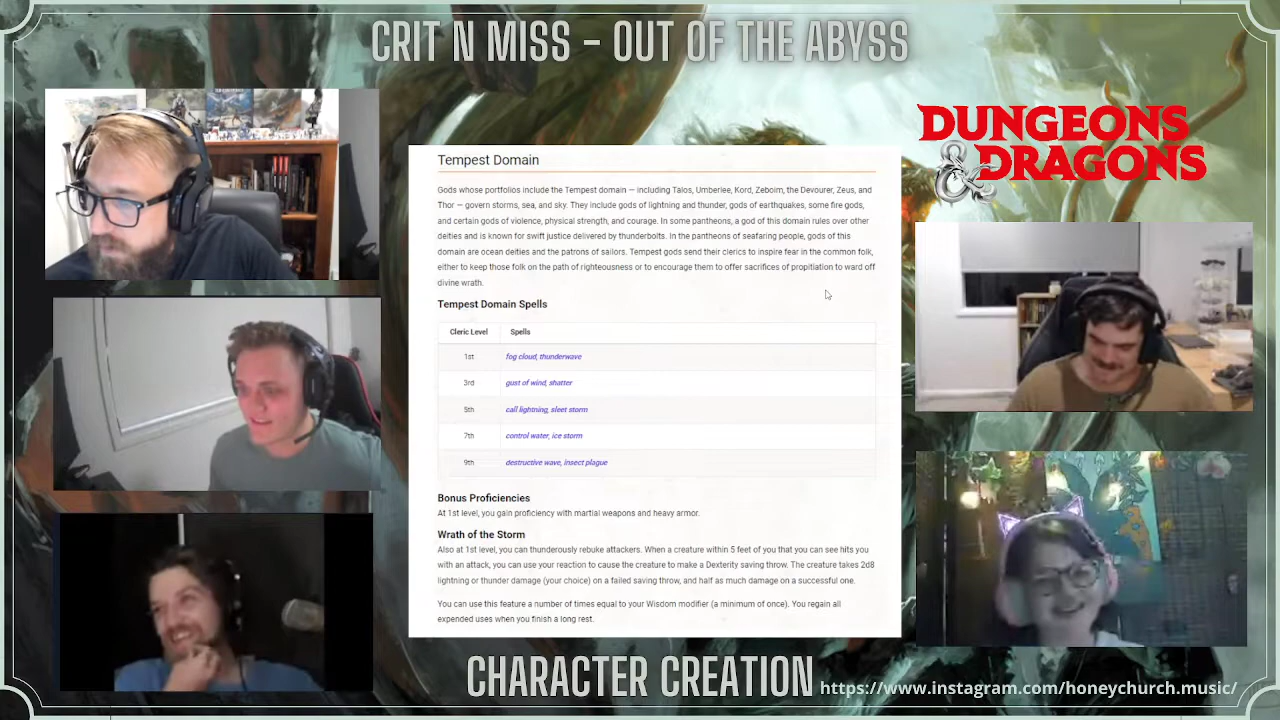 CRIT N MISS - OUT OF THE ABYSS
DUNGEONS
& DRAGONS
Tempest Domain
Gods whose portfolios include the Tempest domain — including Talos, Umberlee, Kord, Zeboim, the Devourer, Zeus, and
Thor — govern storms, sea, and sky. They include gods of lightning and thunder, gods of earthquakes, some fire gods,
and certain gods of violence, physical strength, and courage. In some pantheons, a god of this domain rules over other
deities and is known for swift justice delivered by thunderbolts. In the pantheons of seafaring people, gods of this
domain are ocean deities and the patrons of sailors. Tempest gods send their clerics to inspire fear in the common folk,
either to keep those folk on the path of righteousness or to encourage them to offer sacrifices of propitiation to ward off
divine wrath.
Tempest Domain Spells
Cleric Level Spells
1st fog cloud, thunderwave
3rd gust of wind, shatter
5th call lightning, sleet storm
7th control water, ice storm
9th destructive wave, insect plague
Bonus Proficiencies
At 1st level, you gain proficiency with martial weapons and heavy armor.
Wrath of the Storm
Also at 1st level, you can thunderously rebuke attackers. When a creature within 5 feet of you that you can see hits you
with an attack, you can use your reaction to cause the creature to make a Dexterity saving throw. The creature takes 2d8
lightning or thunder damage (your choice) on a failed saving throw, and half as much damage on a successful one.
You can use this feature a number of times equal to your Wisdom modifier (a minimum of once). You regain all
expended uses when you finish a long rest.
CHARACTER CREATION
https://www.instagram.com/honeychurch.music/